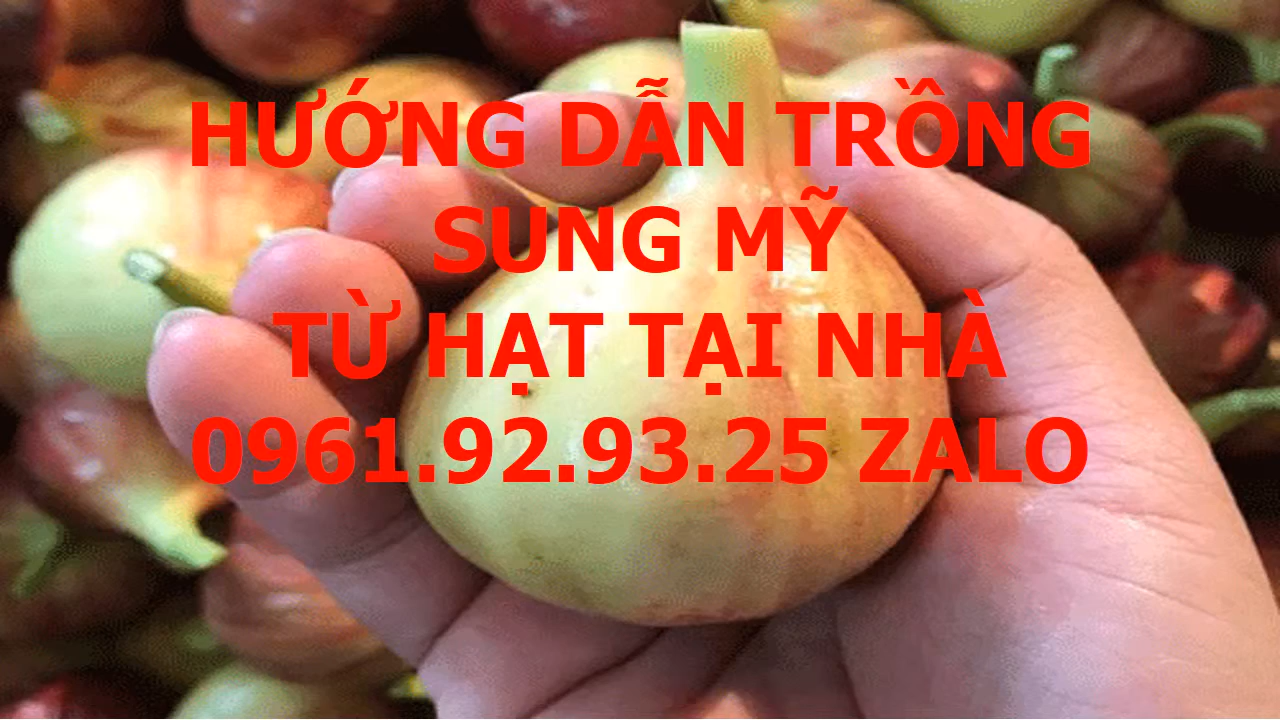 HƯỚNG DẪN TRỒNG
SUNG MỸ
TỪ HẠT TẠI NHÀ
0961.92.93.25 ZALO